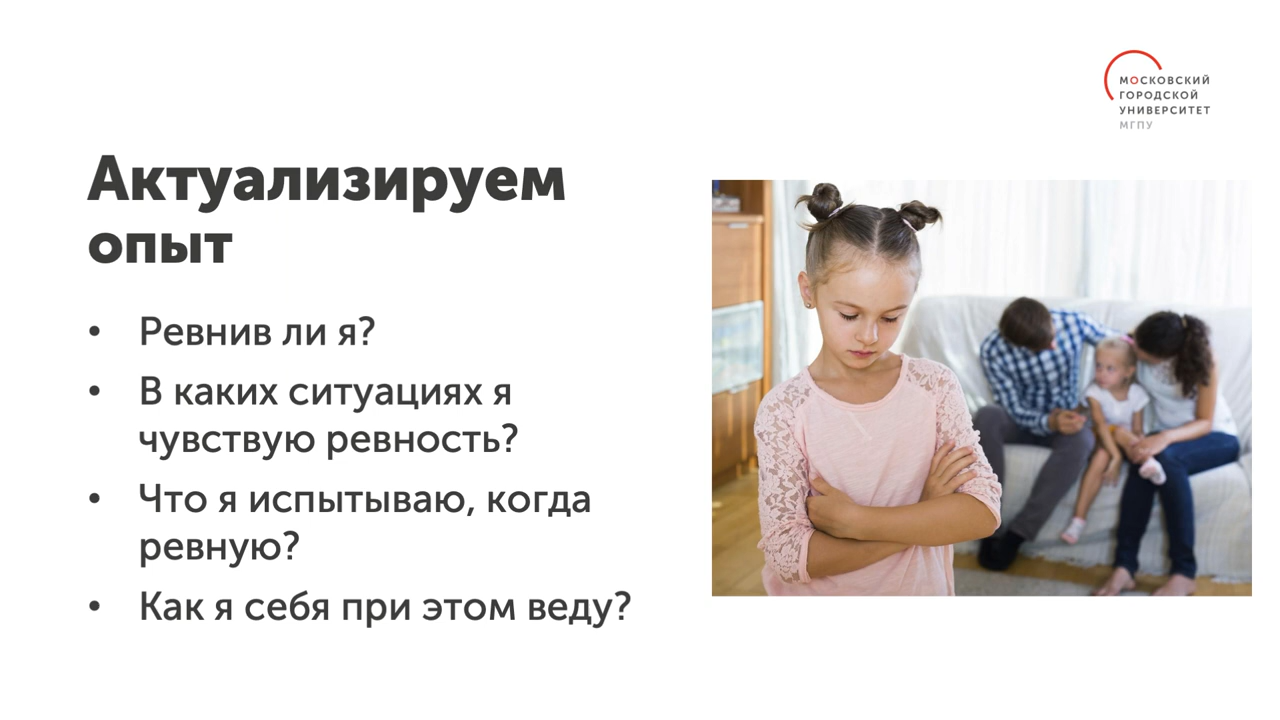 МОСКОВСКИЙ
ГОРОДСКОЙ
УНИВЕРСИТЕТ
МГПУ
Актуализируем
опыт
• Ревнив ли я?
• В каких ситуациях я
чувствую ревность?
• Что я испытываю, когда
ревную?
• Как я себя при этом веду?